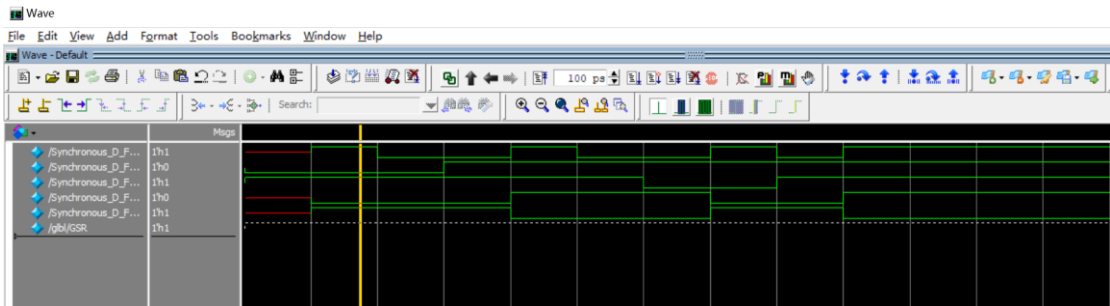 Wave
File Edit View Add Format Tools Bookmarks Window Help
Wave - Default
100 ps
Search:
Msgs
/Synchronous_D_F... 1'h1
/Synchronous_D_F... 1'h0
/Synchronous_D_F... 1'h1
/Synchronous_D_F... 1'h0
/Synchronous_D_F... 1'h1
/glbl/GSR 1'h1